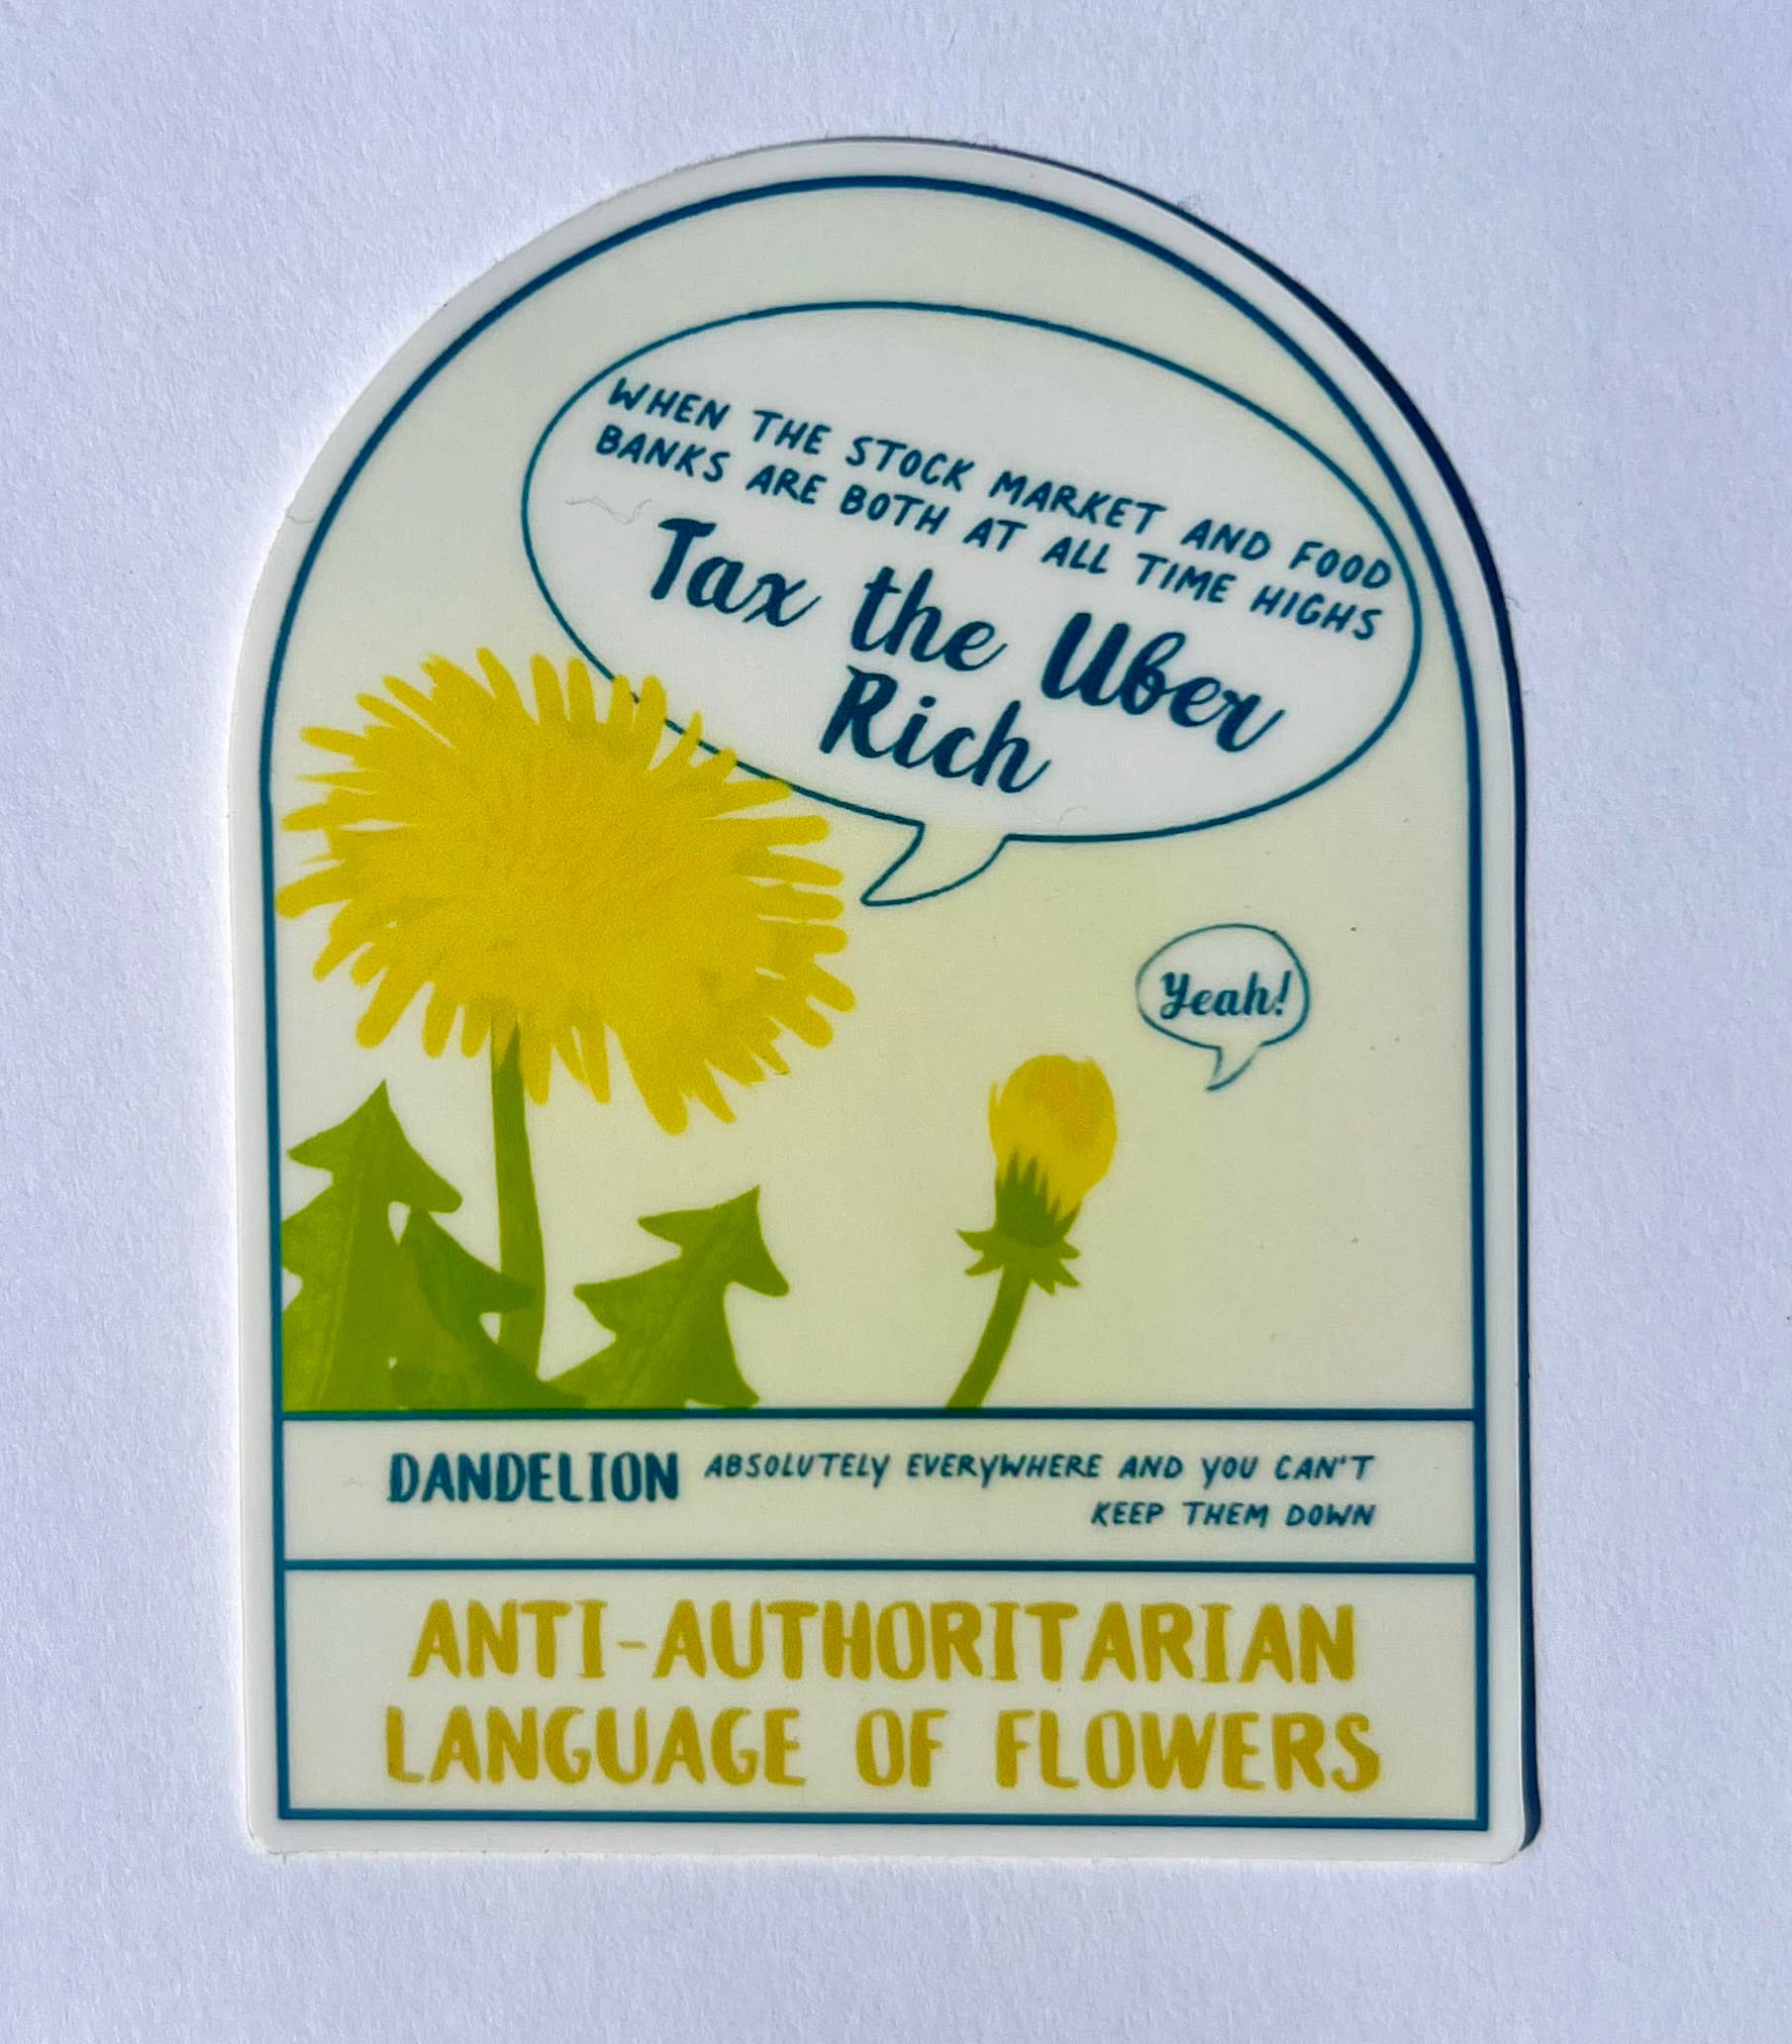 WHEN THE STOCK MARKET AND FOOD
BANKS ARE BOTH AT ALL TIME HIGHS
Tax the Uber
Rich
Yeah!
DANDELION ABSOLUTELY EVERYWHERE AND YOU CAN'T
KEEP THEM DOWN
ANTI-AUTHORITARIAN
LANGUAGE OF FLOWERS